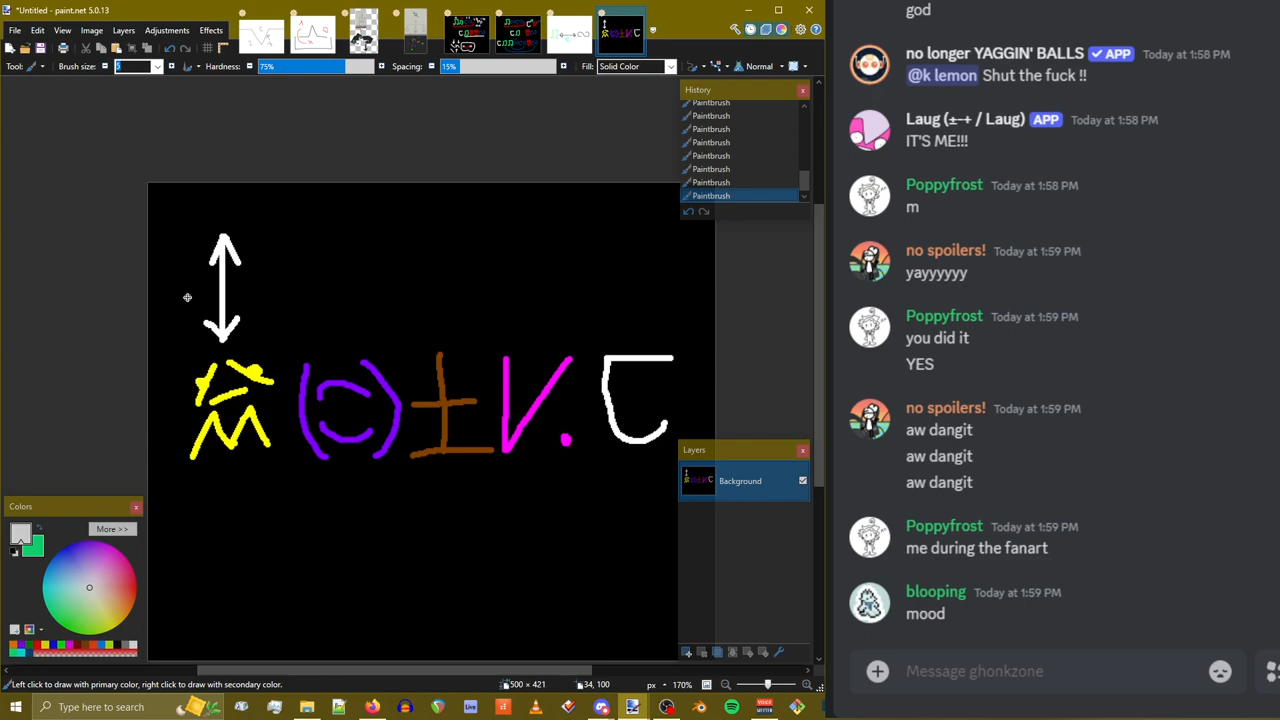 *Untitled - paint.net 5.0.13
File Edit View Image Layers Adjustments Effects
Tool: Brush size: 5 Hardness: 75% Spacing: 15% Fill: Solid Color Normal
History
Paintbrush
Paintbrush
Paintbrush
Paintbrush
Paintbrush
Paintbrush
Paintbrush
Paintbrush
Layers
Background
Colors
More >>
Left click to draw with primary color, right click to draw with secondary color.
500 × 421
34, 100
px
170%
Type here to search
Live
god
no longer YAGGIN' BALLS ✓ APP Today at 1:58 PM
@k lemon Shut the fuck !!
Laug (±-+ / Laug) APP Today at 1:58 PM
IT'S ME!!!
Poppyfrost Today at 1:58 PM
m
no spoilers! Today at 1:59 PM
yayyyyyy
Poppyfrost Today at 1:59 PM
you did it
YES
no spoilers! Today at 1:59 PM
aw dangit
aw dangit
aw dangit
Poppyfrost Today at 1:59 PM
me during the fanart
blooping Today at 1:59 PM
mood
Message ghonkzone